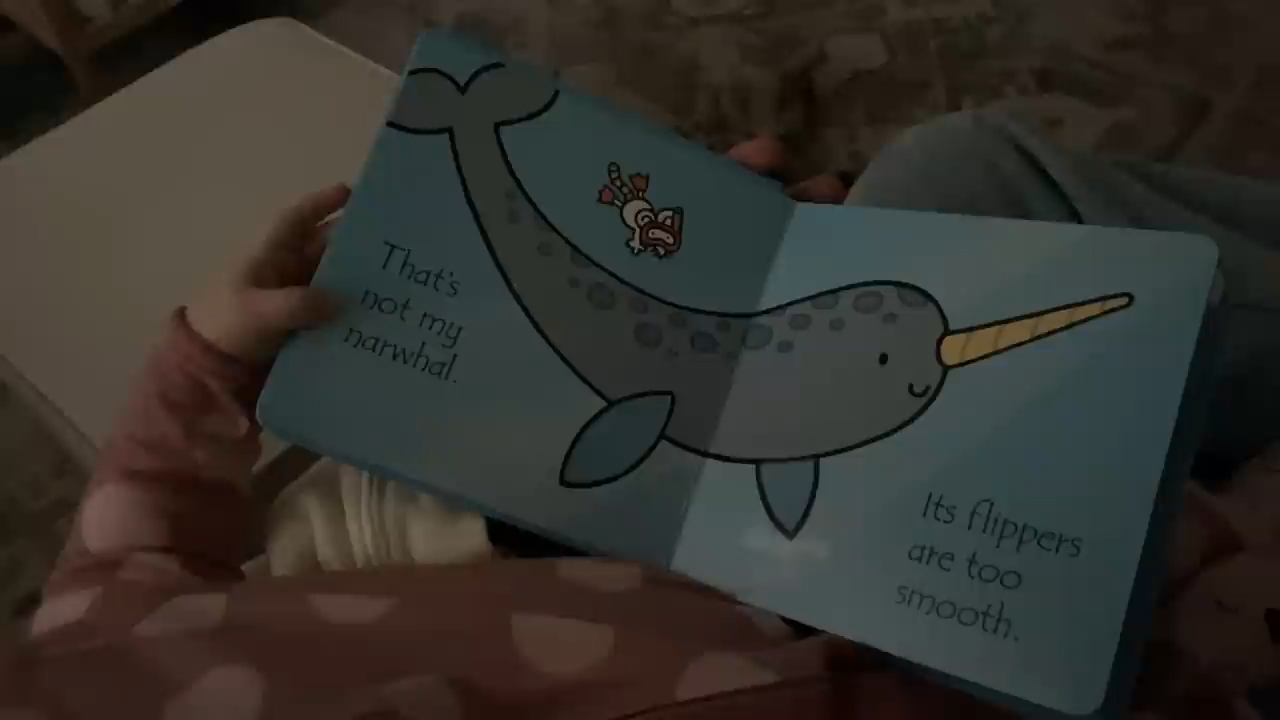 That's
not my
narwhal.
Its flippers
are too
smooth.